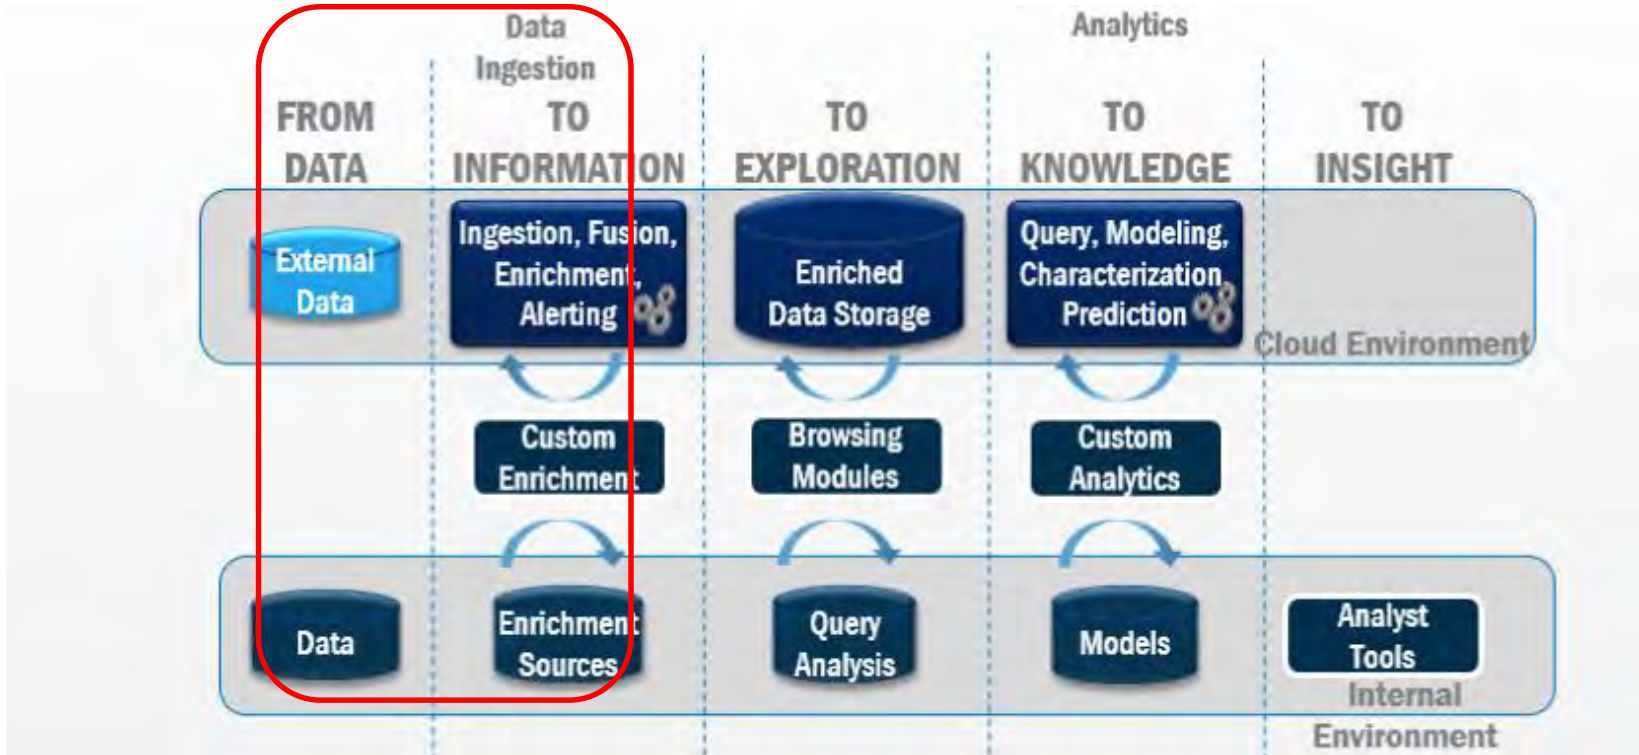 Data
Ingestion
Analytics
FROM
DATA
TO
INFORMATION
TO
EXPLORATION
TO
KNOWLEDGE
TO
INSIGHT
External
Data
Ingestion, Fusion,
Enrichment,
Alerting
Enriched
Data Storage
Query, Modeling,
Characterization,
Prediction
Cloud Environment
Custom
Enrichment
Browsing
Modules
Custom
Analytics
Data
Enrichment
Sources
Query
Analysis
Models
Analyst
Tools
Internal
Environment